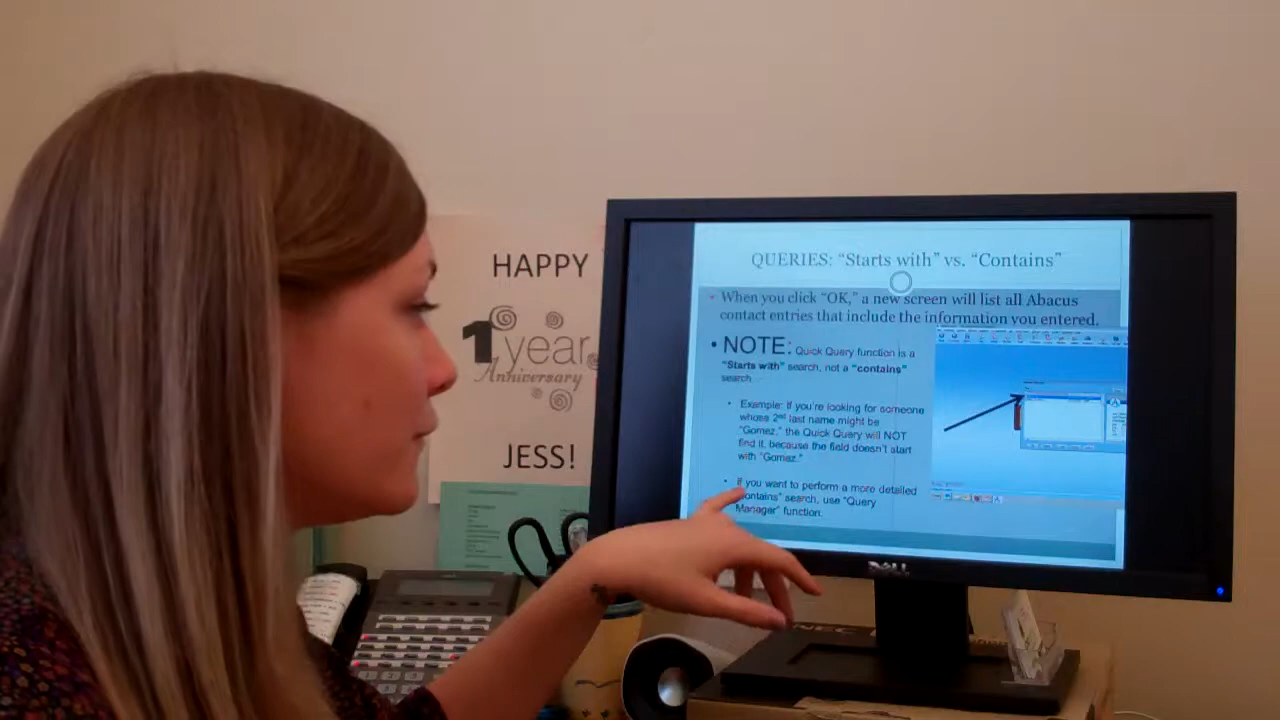 HAPPY
1 year
Anniversary
JESS!
QUERIES: “Starts with” vs. “Contains”
When you click “OK,” a new screen will list all Abacus
contact entries that include the information you entered.
• NOTE: Quick Query function is a
“Starts with” search, not a “contains”
search.
• Example: If you're looking for someone
whose 2nd last name might be
“Gomez,” the Quick Query will NOT
find it, because the field doesn't start
with “Gomez.”
• If you want to perform a more detailed
“contains” search, use “Query
Manager” function.
DELL